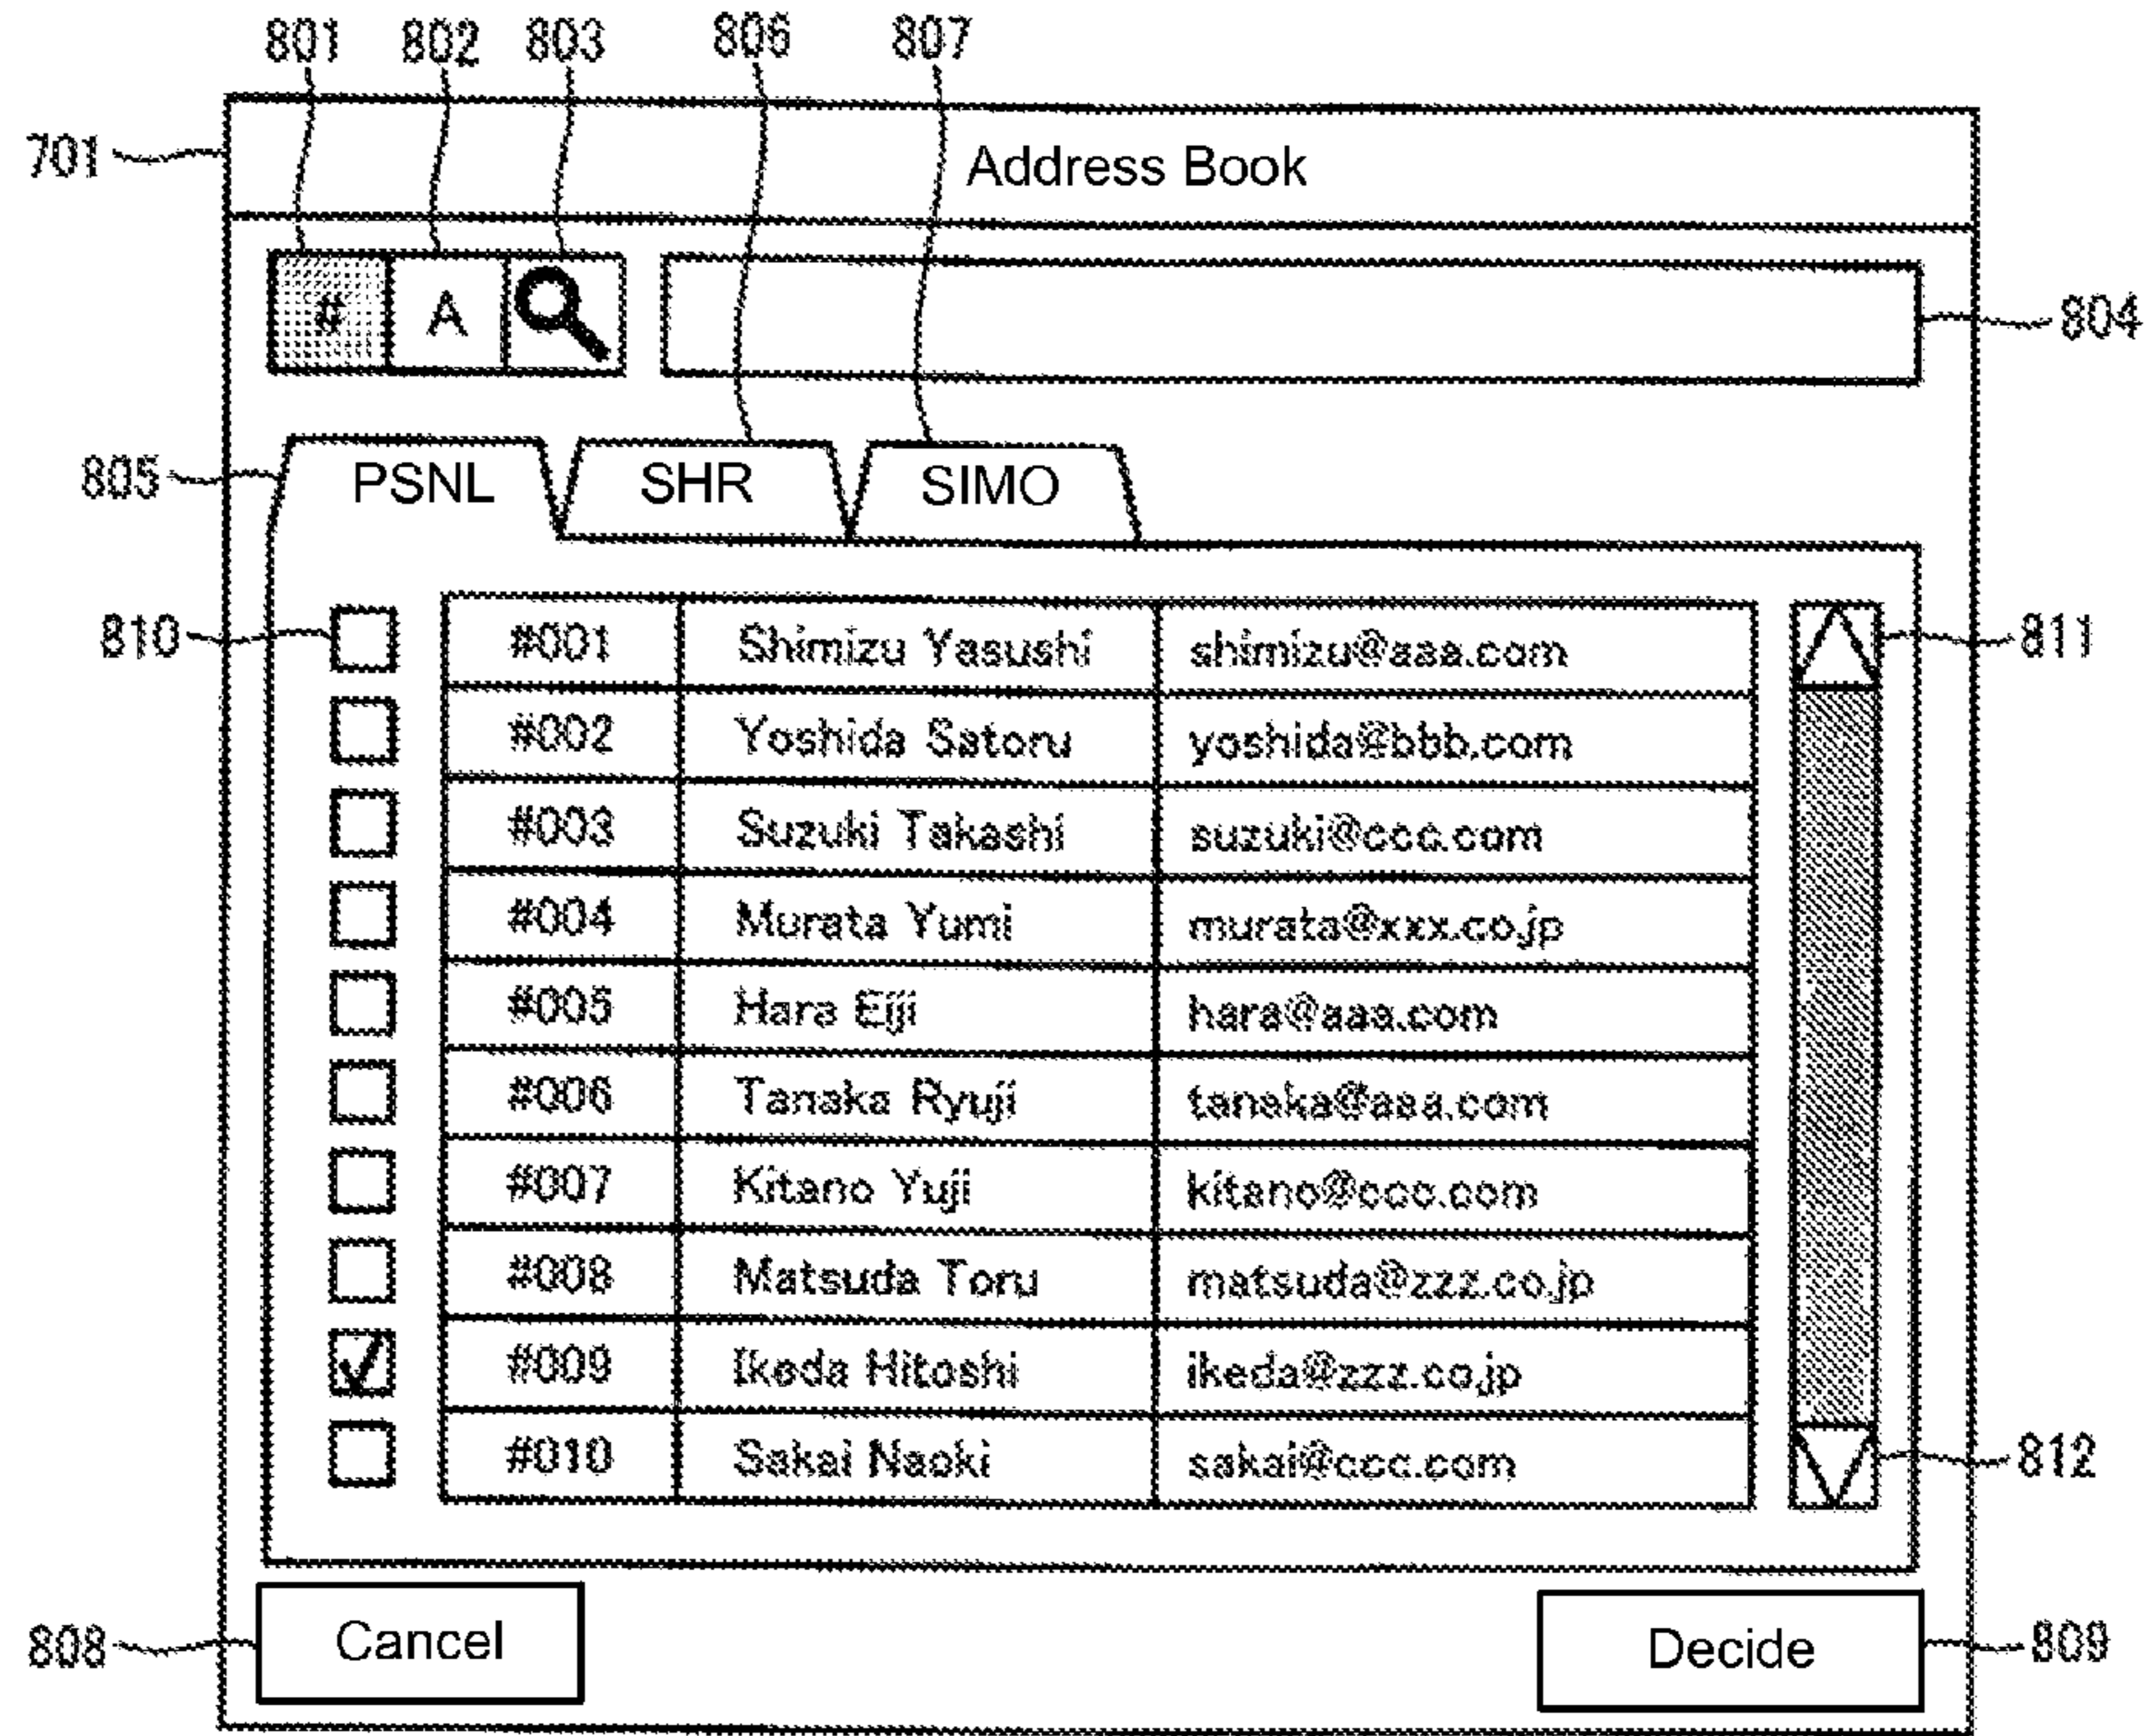 801 802 803 806 807
701 Address Book
# A 804
805 PSNL SHR SIMO
810 #001 Shimizu Yasushi shimizu@aaa.com 811
#002 Yoshida Satoru yoshida@bbb.com
#003 Suzuki Takashi suzuki@ccc.com
#004 Murata Yumi murata@xxx.co.jp
#005 Hara Eiji hara@aaa.com
#006 Tanaka Ryuji tanaka@aaa.com
#007 Kitano Yuji kitano@ccc.com
#008 Matsuda Toru matsuda@zzz.co.jp
#009 Ikeda Hitoshi ikeda@zzz.co.jp
#010 Sakai Naoki sakai@ccc.com 812
808 Cancel Decide 809